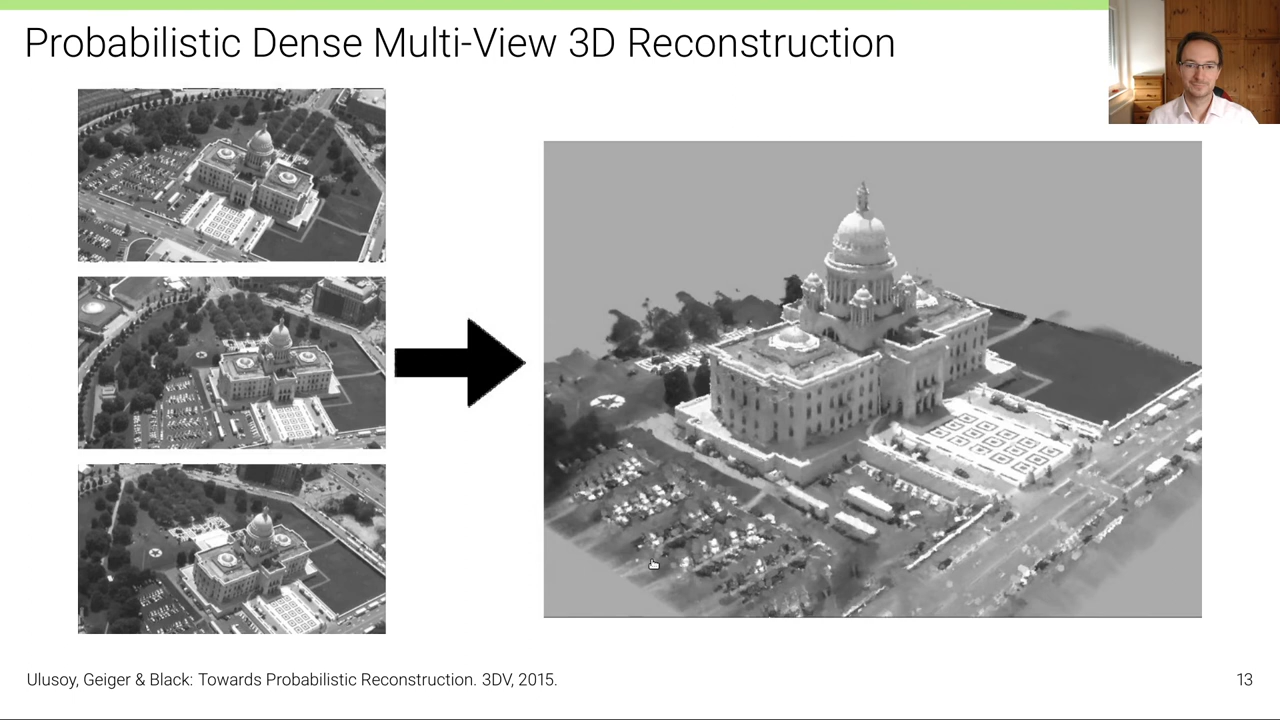 Probabilistic Dense Multi-View 3D Reconstruction
Ulusoy, Geiger & Black: Towards Probabilistic Reconstruction. 3DV, 2015.
13